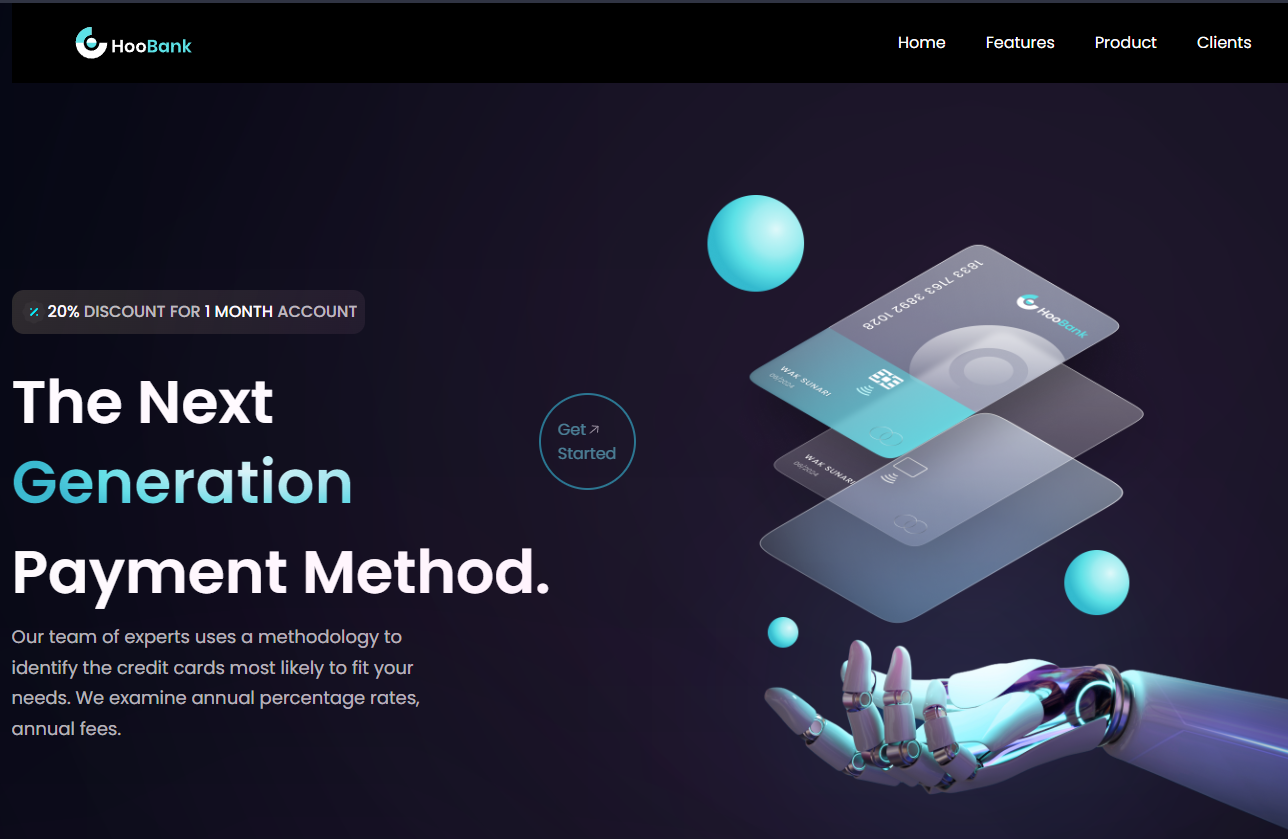 HooBank
Home Features Product Clients
20% DISCOUNT FOR 1 MONTH ACCOUNT
The Next
Generation
Payment Method.
Get
Started
Our team of experts uses a methodology to
identify the credit cards most likely to fit your
needs. We examine annual percentage rates,
annual fees.
1833 7163 3892 1028
HooBank
WAK SUNARI
09/2024
WAK SUNARI
09/2024